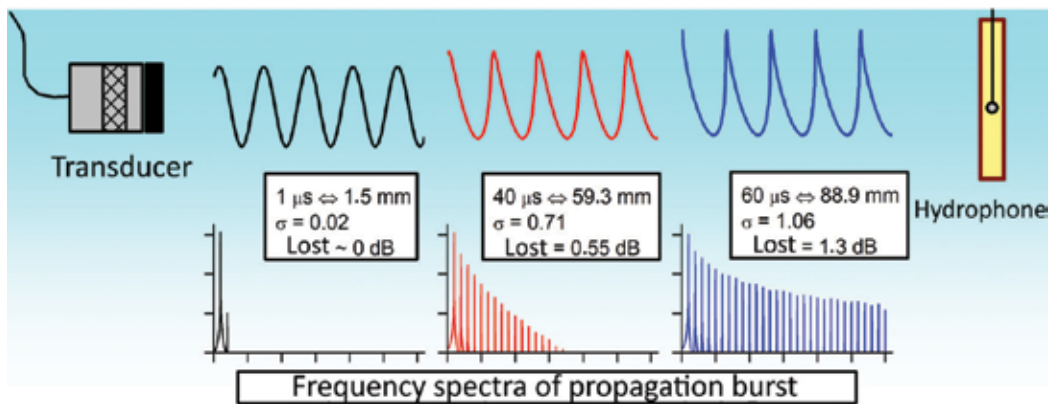 Transducer
1 μs ⇔ 1.5 mm
σ = 0.02
Lost ~ 0 dB
40 μs ⇔ 59.3 mm
σ = 0.71
Lost = 0.55 dB
60 μs ⇔ 88.9 mm
σ = 1.06
Lost = 1.3 dB
Hydrophone
Frequency spectra of propagation burst